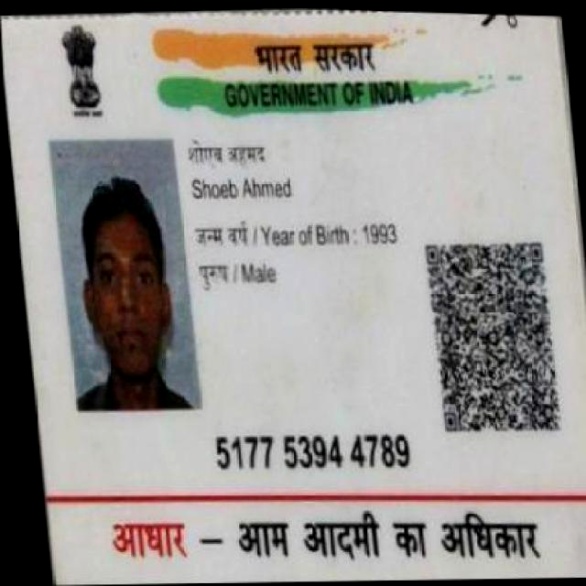 भारत सरकार
GOVERNMENT OF INDIA
शोएब अहमद
Shoeb Ahmed
जन्म वर्ष / Year of Birth : 1993
पुरुष / Male
5177 5394 4789
आधार – आम आदमी का अधिकार